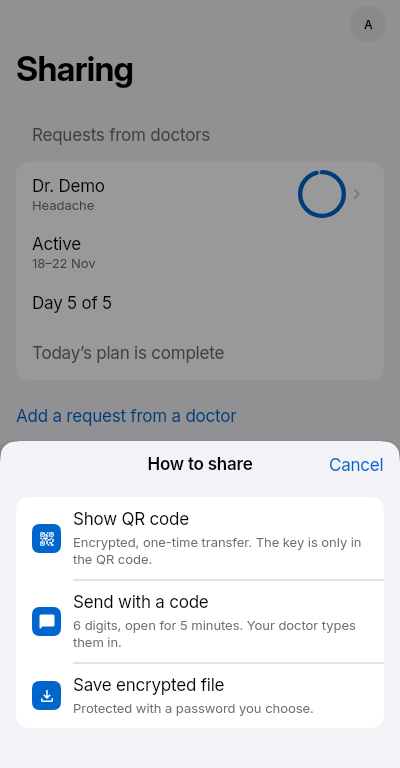 A
Sharing
Requests from doctors
Dr. Demo
Headache
Active
18–22 Nov
Day 5 of 5
Today’s plan is complete
Add a request from a doctor
How to share
Cancel
Show QR code
Encrypted, one-time transfer. The key is only in
the QR code.
Send with a code
6 digits, open for 5 minutes. Your doctor types
them in.
Save encrypted file
Protected with a password you choose.